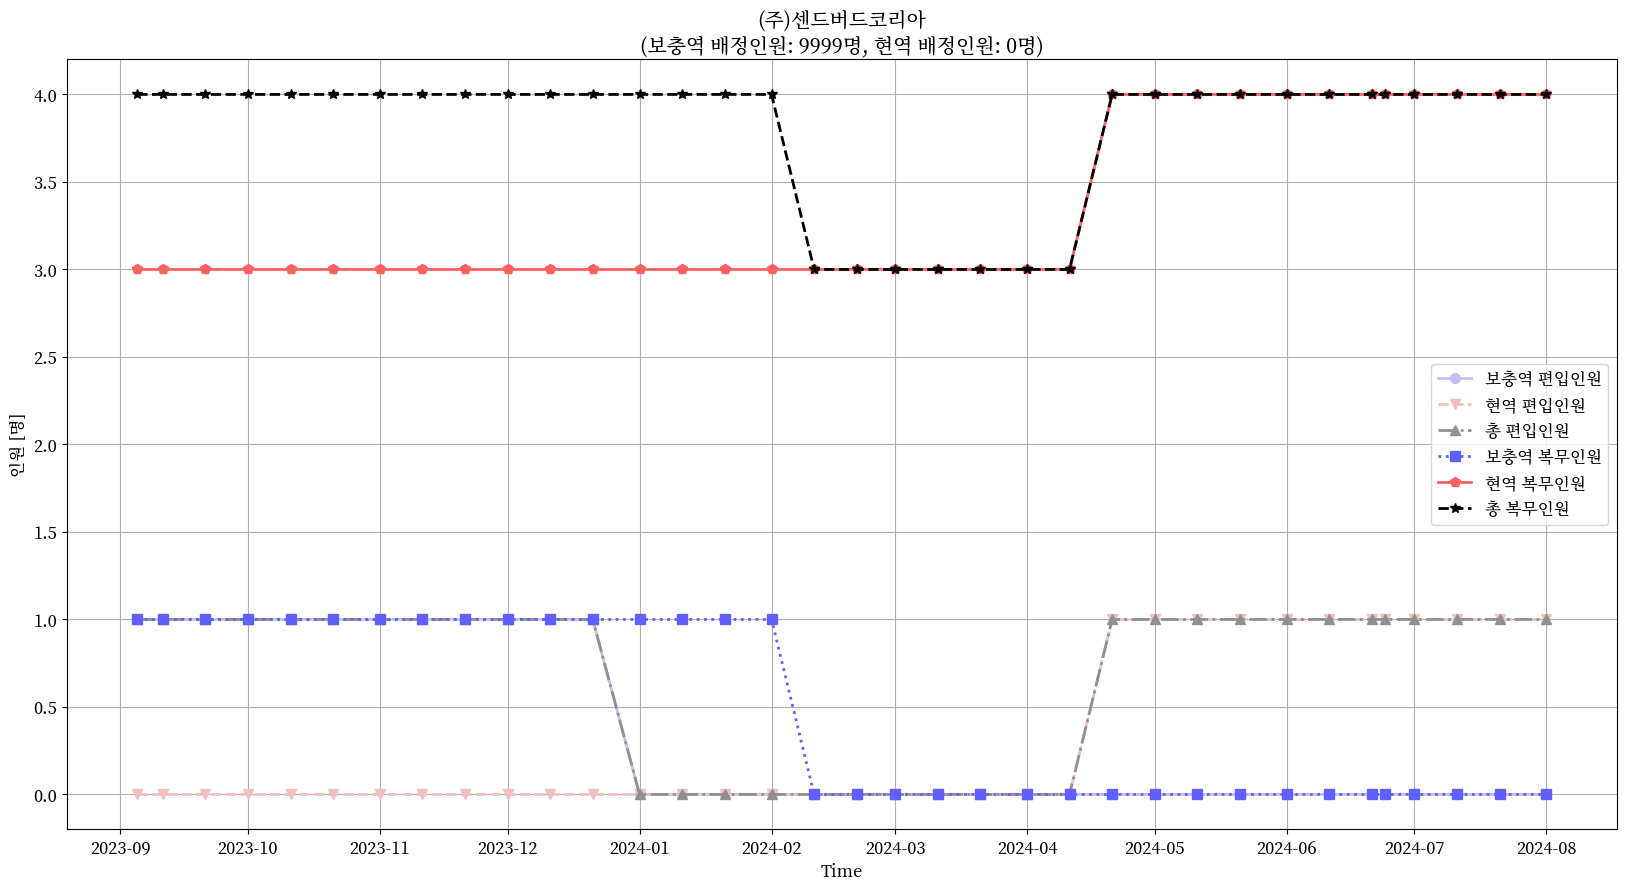 (주)센드버드코리아
(보충역 배정인원: 9999명, 현역 배정인원: 0명)
인원 [명]
4.0
3.5
3.0
2.5
2.0
1.5
1.0
0.5
0.0
보충역 편입인원
현역 편입인원
총 편입인원
보충역 복무인원
현역 복무인원
총 복무인원
2023-09 2023-10 2023-11 2023-12 2024-01 2024-02 2024-03 2024-04 2024-05 2024-06 2024-07 2024-08
Time